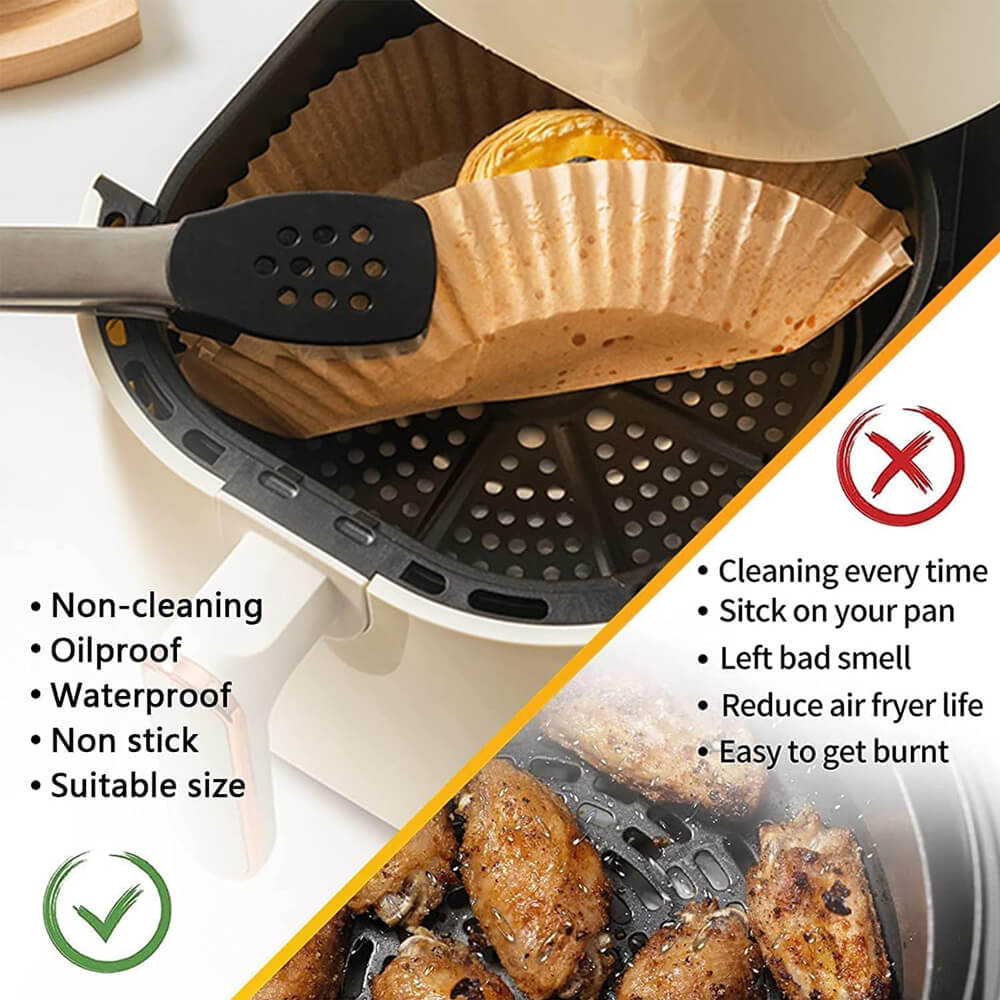 • Non-cleaning
• Oilproof
• Waterproof
• Non stick
• Suitable size
• Cleaning every time
• Sitck on your pan
• Left bad smell
• Reduce air fryer life
• Easy to get burnt